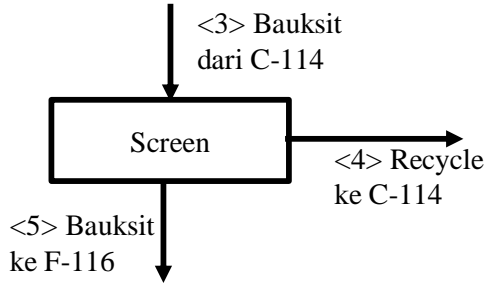 <3> Bauksit
dari C-114
Screen
<4> Recycle
ke C-114
<5> Bauksit
ke F-116